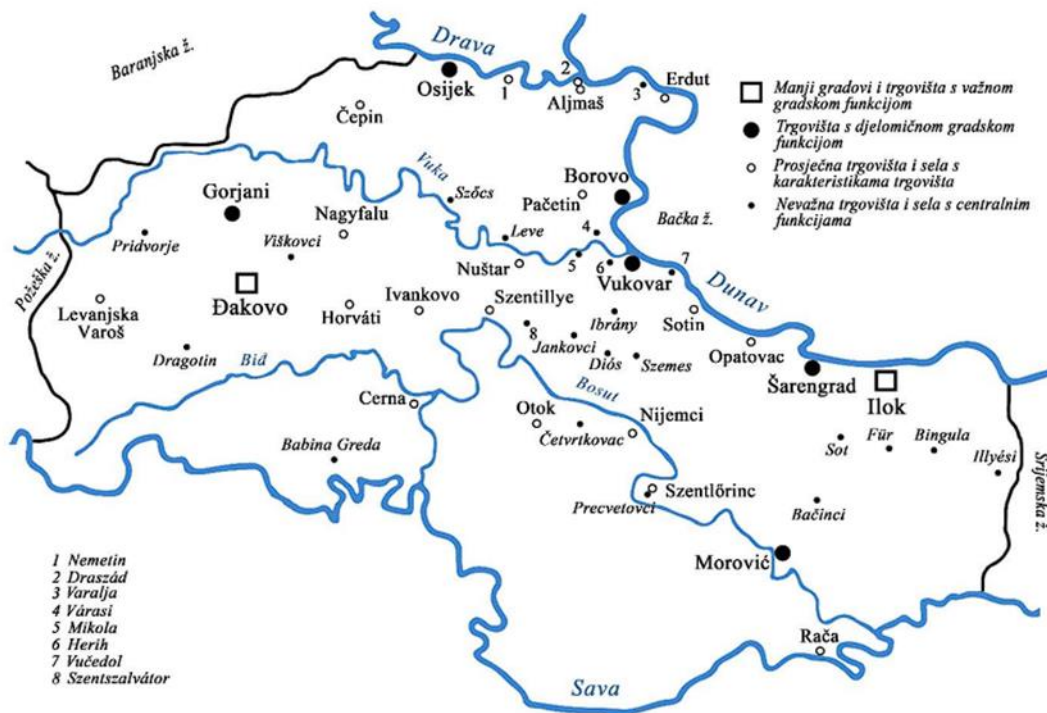 Baranjska ž.
Drava
Osijek
1
2
Aljmaš
3
Erdut
Čepin
Manji gradovi i trgovišta s važnom
gradskom funkcijom
Trgovišta s djelomičnom gradskom
funkcijom
Prosječna trgovišta i sela s
karakteristikama trgovišta
Nevažna trgovišta i sela s centralnim
funkcijama
Vuka
Gorjani
Szőcs
Borovo
Pačetin
Bačka ž.
Nagyfalu
Pridvorje
Viškovci
Leve
4
Požeška ž.
Nuštar
5
6
Vukovar
7
Dunav
Đakovo
Levanjska
Varoš
Horváti
Ivankovo
Szentillye
Ibrány
Sotin
8
Jankovci
Opatovac
Dragotin
Bid
Diós
Szemes
Šarengrad
Ilok
Bosut
Cerna
Otok
Četvrtkovac
Nijemci
Babina Greda
Sot
Für
Bingula
Illyési
Srijemska ž.
Szentlőrinc
Precvetovci
Bačinci
Morović
1 Nemetin
2 Draszád
3 Varalja
4 Várasi
5 Mikola
6 Herih
7 Vučedol
8 Szentszalvátor
Rača
Sava